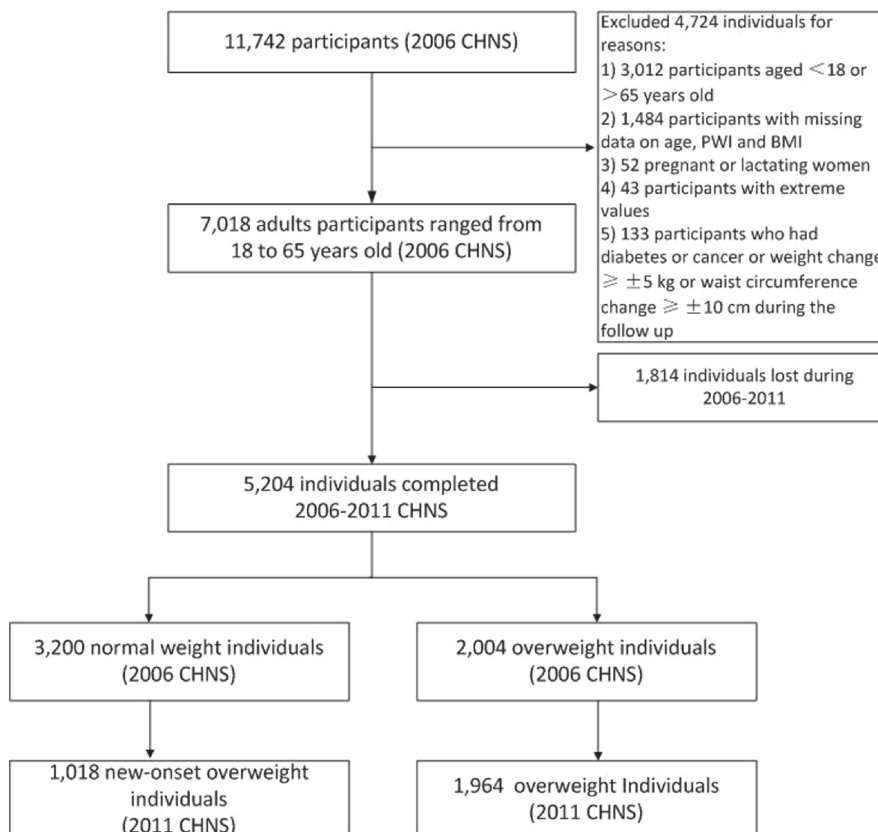 11,742 participants (2006 CHNS)
Excluded 4,724 individuals for
reasons:
1) 3,012 participants aged <18 or
>65 years old
2) 1,484 participants with missing
data on age, PWI and BMI
3) 52 pregnant or lactating women
4) 43 participants with extreme
values
5) 133 participants who had
diabetes or cancer or weight change
≥ ±5 kg or waist circumference
change ≥ ±10 cm during the
follow up
7,018 adults participants ranged from
18 to 65 years old (2006 CHNS)
1,814 individuals lost during
2006-2011
5,204 individuals completed
2006-2011 CHNS
3,200 normal weight individuals
(2006 CHNS)
2,004 overweight individuals
(2006 CHNS)
1,018 new-onset overweight
individuals
(2011 CHNS)
1,964 overweight Individuals
(2011 CHNS)